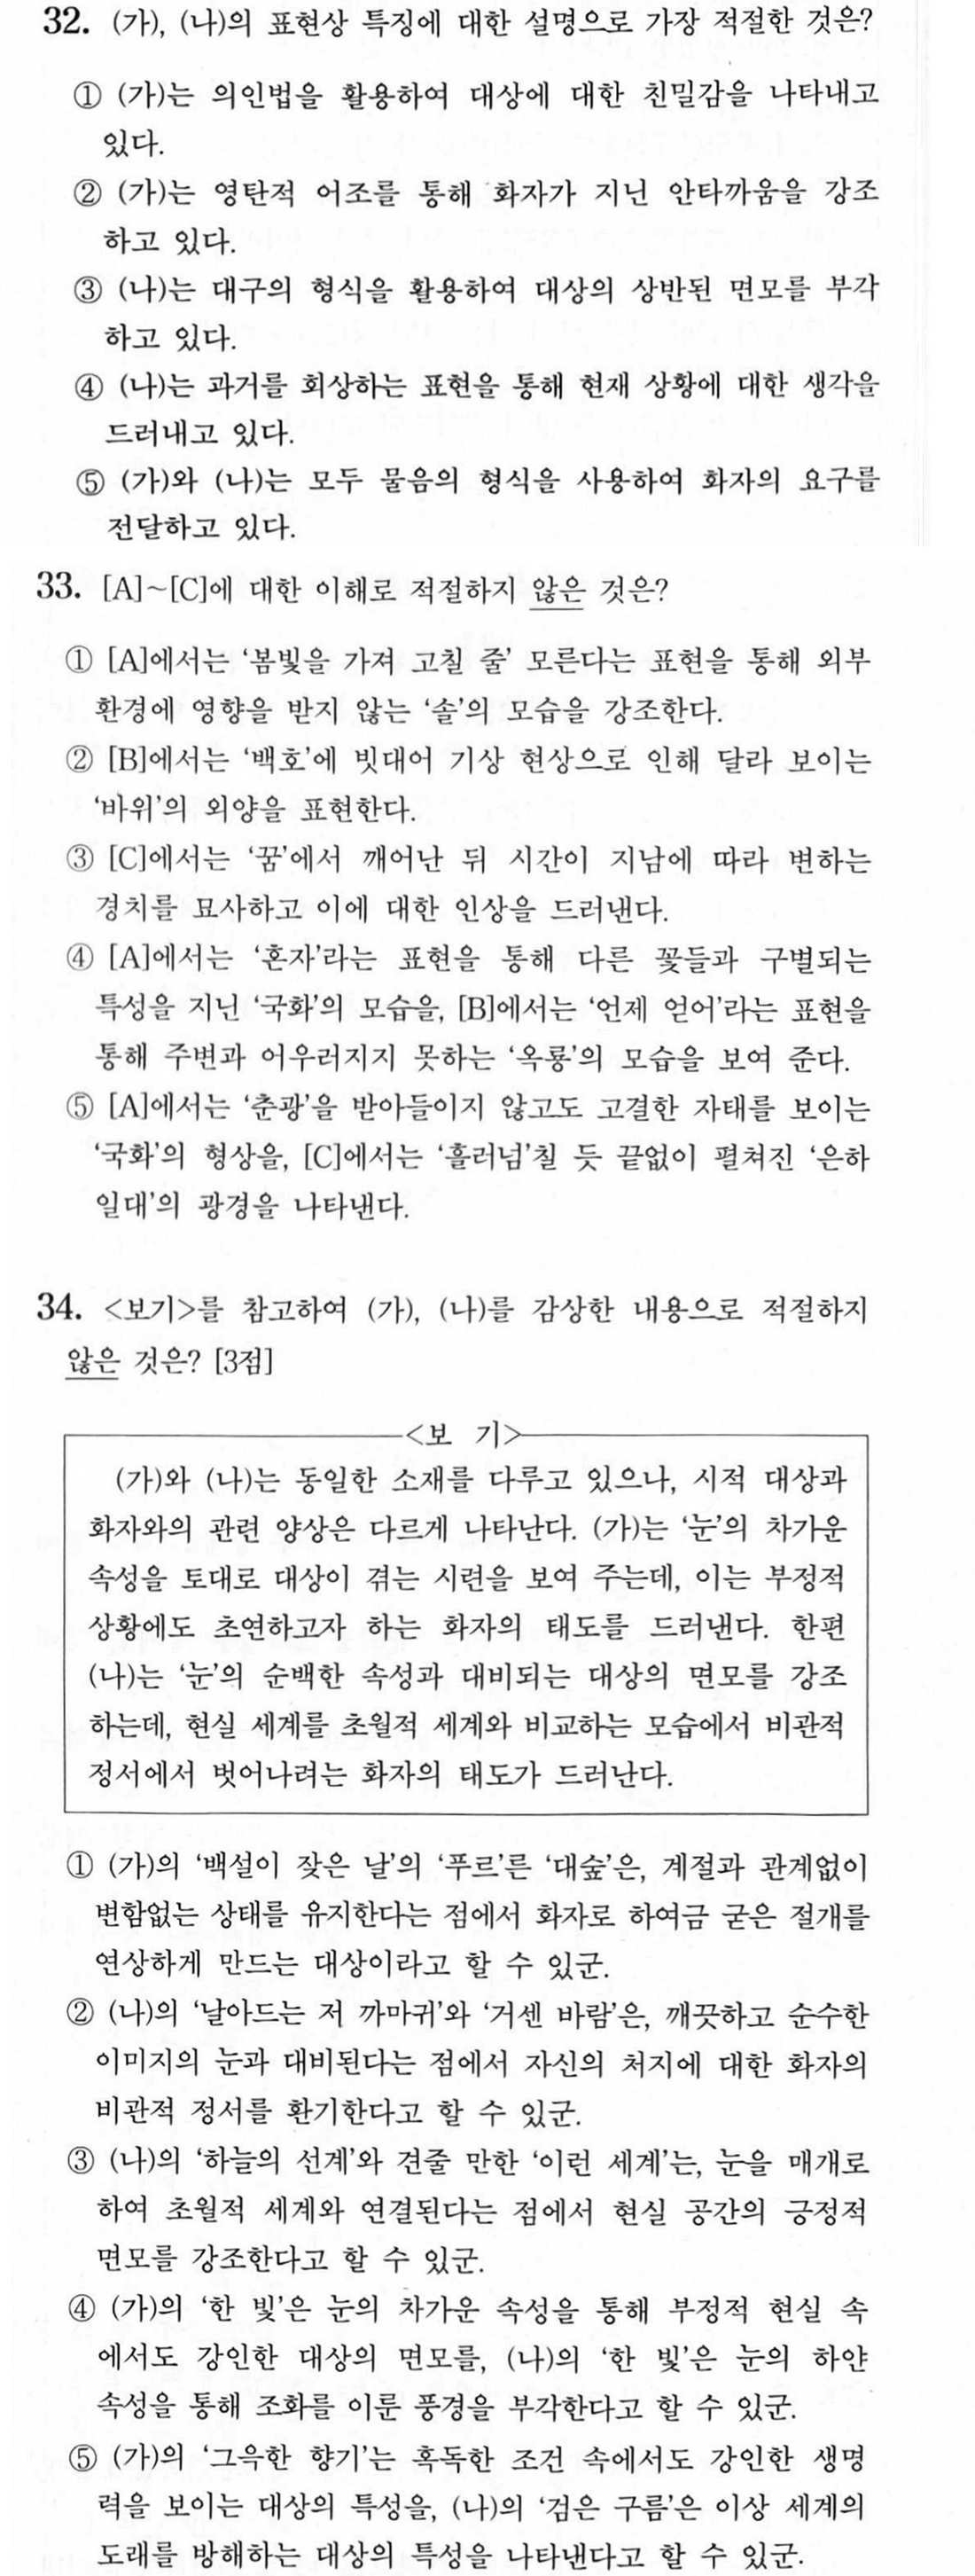 32. (가), (나)의 표현상 특징에 대한 설명으로 가장 적절한 것은?
① (가)는 의인법을 활용하여 대상에 대한 친밀감을 나타내고
있다.
② (가)는 영탄적 어조를 통해 화자가 지닌 안타까움을 강조
하고 있다.
③ (나)는 대구의 형식을 활용하여 대상의 상반된 면모를 부각
하고 있다.
④ (나)는 과거를 회상하는 표현을 통해 현재 상황에 대한 생각을
드러내고 있다.
⑤ (가)와 (나)는 모두 물음의 형식을 사용하여 화자의 요구를
전달하고 있다.
33. [A]~[C]에 대한 이해로 적절하지 않은 것은?
① [A]에서는 ‘봄빛을 가져 고칠 줄’ 모른다는 표현을 통해 외부
환경에 영향을 받지 않는 ‘솔’의 모습을 강조한다.
② [B]에서는 ‘백호’에 빗대어 기상 현상으로 인해 달라 보이는
‘바위’의 외양을 표현한다.
③ [C]에서는 ‘꿈’에서 깨어난 뒤 시간이 지남에 따라 변하는
경치를 묘사하고 이에 대한 인상을 드러낸다.
④ [A]에서는 ‘혼자’라는 표현을 통해 다른 꽃들과 구별되는
특성을 지닌 ‘국화’의 모습을, [B]에서는 ‘언제 얻어’라는 표현을
통해 주변과 어우러지지 못하는 ‘옥룡’의 모습을 보여 준다.
⑤ [A]에서는 ‘춘광’을 받아들이지 않고도 고결한 자태를 보이는
‘국화’의 형상을, [C]에서는 ‘흘러넘’칠 듯 끝없이 펼쳐진 ‘은하
일대’의 광경을 나타낸다.
34. <보기>를 참고하여 (가), (나)를 감상한 내용으로 적절하지
않은 것은? [3점]
<보 기>
(가)와 (나)는 동일한 소재를 다루고 있으나, 시적 대상과
화자와의 관련 양상은 다르게 나타난다. (가)는 ‘눈’의 차가운
속성을 토대로 대상이 겪는 시련을 보여 주는데, 이는 부정적
상황에도 초연하고자 하는 화자의 태도를 드러낸다. 한편
(나)는 ‘눈’의 순백한 속성과 대비되는 대상의 면모를 강조
하는데, 현실 세계를 초월적 세계와 비교하는 모습에서 비관적
정서에서 벗어나려는 화자의 태도가 드러난다.
① (가)의 ‘백설이 잦은 날’의 ‘푸르’른 ‘대숲’은, 계절과 관계없이
변함없는 상태를 유지한다는 점에서 화자로 하여금 굳은 절개를
연상하게 만드는 대상이라고 할 수 있군.
② (나)의 ‘날아드는 저 까마귀’와 ‘거센 바람’은, 깨끗하고 순수한
이미지의 눈과 대비된다는 점에서 자신의 처지에 대한 화자의
비관적 정서를 환기한다고 할 수 있군.
③ (나)의 ‘하늘의 선계’와 견줄 만한 ‘이런 세계’는, 눈을 매개로
하여 초월적 세계와 연결된다는 점에서 현실 공간의 긍정적
면모를 강조한다고 할 수 있군.
④ (가)의 ‘한 빛’은 눈의 차가운 속성을 통해 부정적 현실 속
에서도 강인한 대상의 면모를, (나)의 ‘한 빛’은 눈의 하얀
속성을 통해 조화를 이룬 풍경을 부각한다고 할 수 있군.
⑤ (가)의 ‘그윽한 향기’는 혹독한 조건 속에서도 강인한 생명
력을 보이는 대상의 특성을, (나)의 ‘검은 구름’은 이상 세계의
도래를 방해하는 대상의 특성을 나타낸다고 할 수 있군.